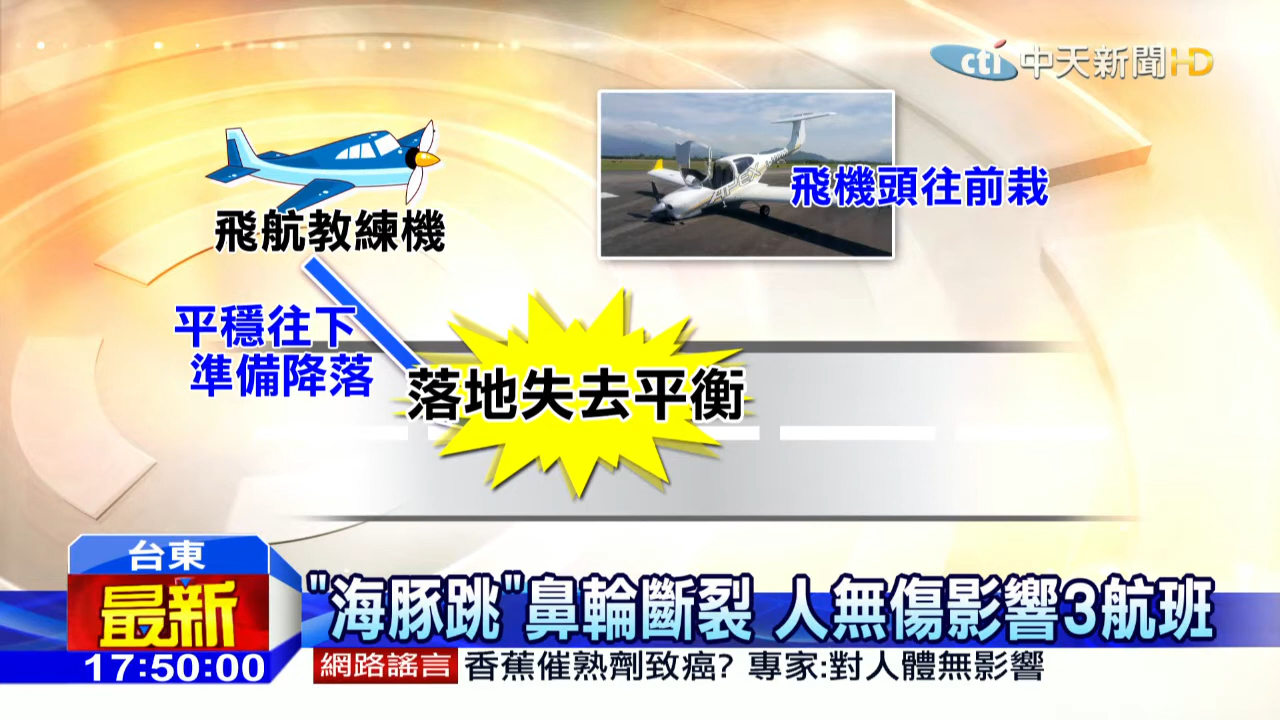 cti 中天新聞HD
飛航教練機
飛機頭往前栽
APEX
平穩往下
準備降落
落地失去平衡
台東
最新
"海豚跳"鼻輪斷裂 人無傷影響3航班
17:50:00
網路謠言 香蕉催熟劑致癌? 專家:對人體無影響